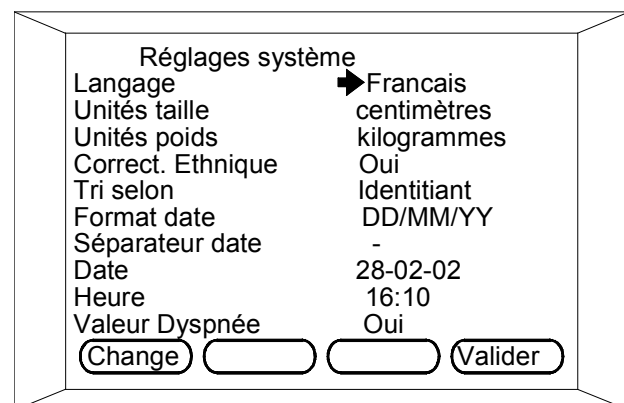 Réglages système
Langage Francais
Unités taille centimètres
Unités poids kilogrammes
Correct. Ethnique Oui
Tri selon Identitiant
Format date DD/MM/YY
Séparateur date -
Date 28-02-02
Heure 16:10
Valeur Dyspnée Oui
Change Valider